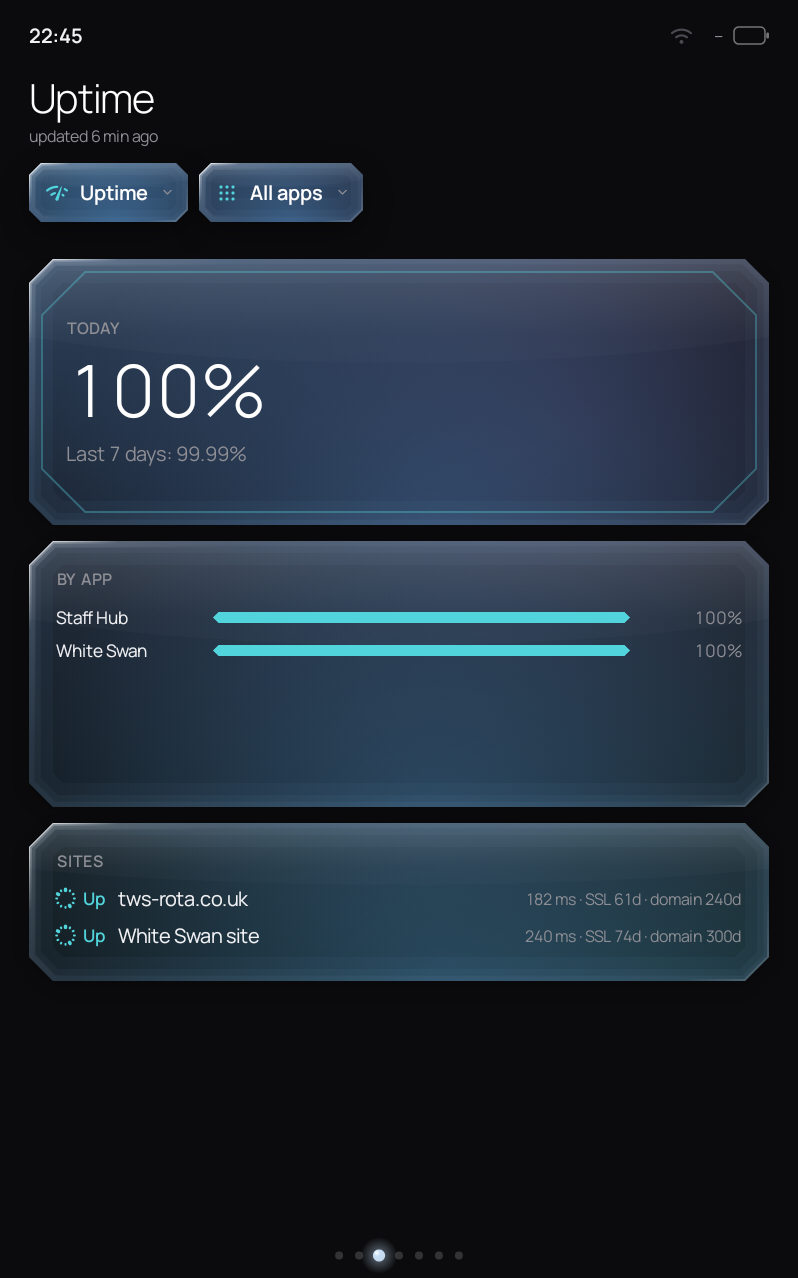 22:45
–
Uptime
updated 6 min ago
Uptime All apps
TODAY
100%
Last 7 days: 99.99%
BY APP
Staff Hub 100%
White Swan 100%
SITES
Up tws-rota.co.uk 182 ms · SSL 61d · domain 240d
Up White Swan site 240 ms · SSL 74d · domain 300d